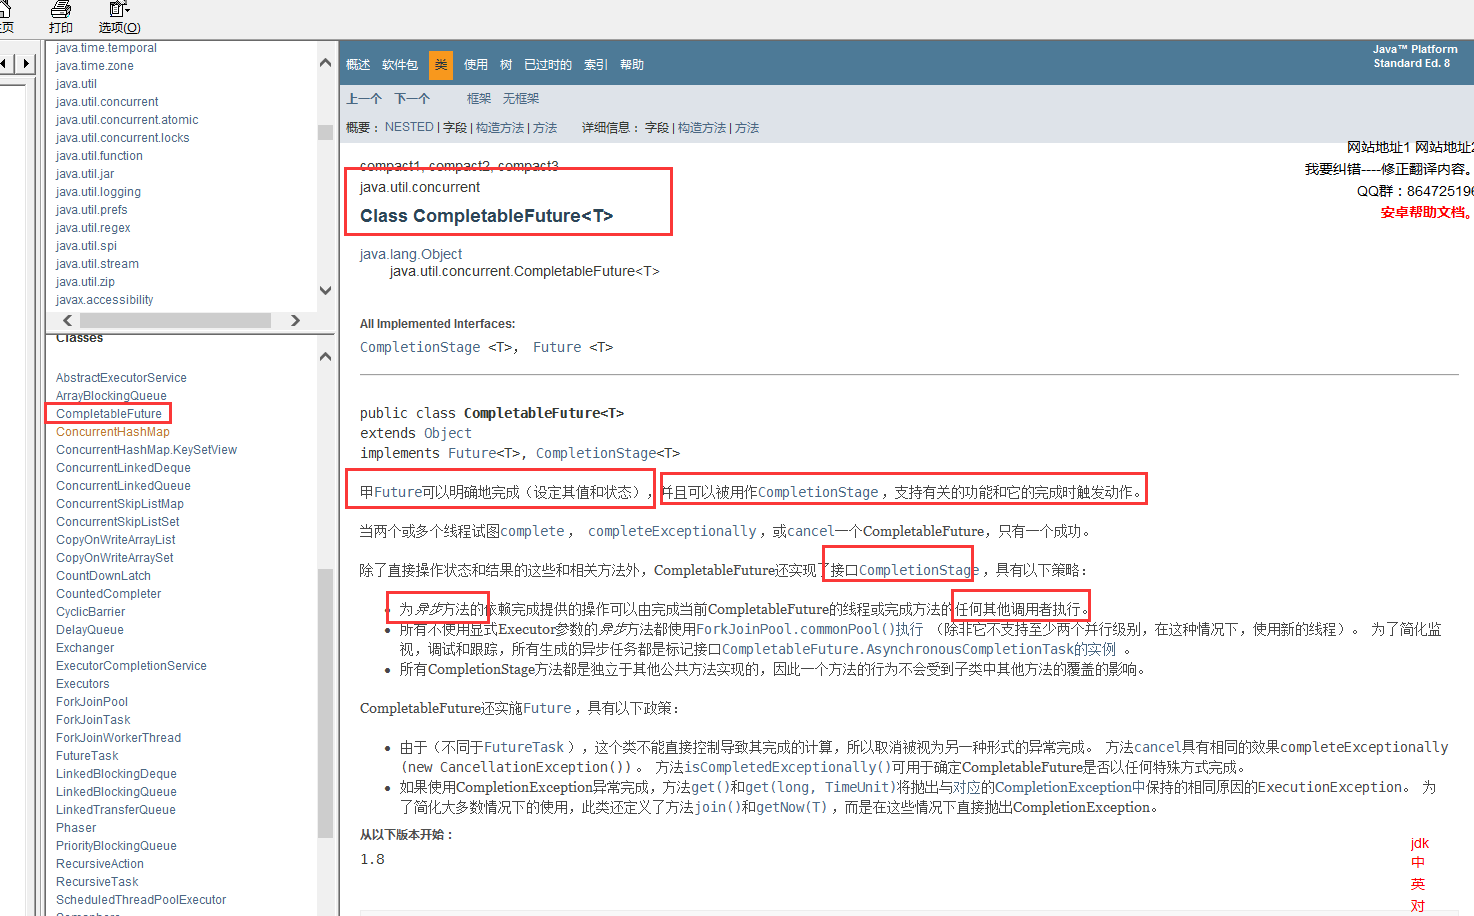 打印
选项(O)
java.time.temporal
java.time.zone
java.util
java.util.concurrent
java.util.concurrent.atomic
java.util.concurrent.locks
java.util.function
java.util.jar
java.util.logging
java.util.prefs
java.util.regex
java.util.spi
java.util.stream
java.util.zip
javax.accessibility
Classes
AbstractExecutorService
ArrayBlockingQueue
CompletableFuture
ConcurrentHashMap
ConcurrentHashMap.KeySetView
ConcurrentLinkedDeque
ConcurrentLinkedQueue
ConcurrentSkipListMap
ConcurrentSkipListSet
CopyOnWriteArrayList
CopyOnWriteArraySet
CountDownLatch
CountedCompleter
CyclicBarrier
DelayQueue
Exchanger
ExecutorCompletionService
Executors
ForkJoinPool
ForkJoinTask
ForkJoinWorkerThread
FutureTask
LinkedBlockingDeque
LinkedBlockingQueue
LinkedTransferQueue
Phaser
PriorityBlockingQueue
RecursiveAction
RecursiveTask
ScheduledThreadPoolExecutor
概述 软件包 类 使用 树 已过时的 索引 帮助
Java™ Platform
Standard Ed. 8
上一个 下一个 框架 无框架
概要： NESTED | 字段 | 构造方法 | 方法 详细信息： 字段 | 构造方法 | 方法
网站地址1 网站地址2
我要纠错----修正翻译内容。
QQ群：864725196
安卓帮助文档。
compact1, compact2, compact3
java.util.concurrent
Class CompletableFuture<T>
java.lang.Object
java.util.concurrent.CompletableFuture<T>
All Implemented Interfaces:
CompletionStage <T>， Future <T>
public class CompletableFuture<T>
extends Object
implements Future<T>, CompletionStage<T>
甲Future可以明确地完成（设定其值和状态），并且可以被用作CompletionStage ，支持有关的功能和它的完成时触发动作。
当两个或多个线程试图complete ， completeExceptionally ，或cancel一个CompletableFuture，只有一个成功。
除了直接操作状态和结果的这些和相关方法外，CompletableFuture还实现了接口CompletionStage ，具有以下策略：
• 为异步方法的依赖完成提供的操作可以由完成当前CompletableFuture的线程或完成方法的任何其他调用者执行。
• 所有不使用显式Executor参数的异步方法都使用ForkJoinPool.commonPool()执行 （除非它不支持至少两个并行级别，在这种情况下，使用新的线程）。 为了简化监
视，调试和跟踪，所有生成的异步任务都是标记接口CompletableFuture.AsynchronousCompletionTask的实例 。
• 所有CompletionStage方法都是独立于其他公共方法实现的，因此一个方法的行为不会受到子类中其他方法的覆盖的影响。
CompletableFuture还实施Future ，具有以下政策：
• 由于（不同于FutureTask ），这个类不能直接控制导致其完成的计算，所以取消被视为另一种形式的异常完成。 方法cancel具有相同的效果completeExceptionally
(new CancellationException()) 。 方法isCompletedExceptionally()可用于确定CompletableFuture是否以任何特殊方式完成。
• 如果使用CompletionException异常完成，方法get()和get(long, TimeUnit)将抛出与对应的CompletionException中保持的相同原因的ExecutionException。 为
了简化大多数情况下的使用，此类还定义了方法join()和getNow(T) ，而是在这些情况下直接抛出CompletionException。
从以下版本开始：
1.8
jdk
中
英
对